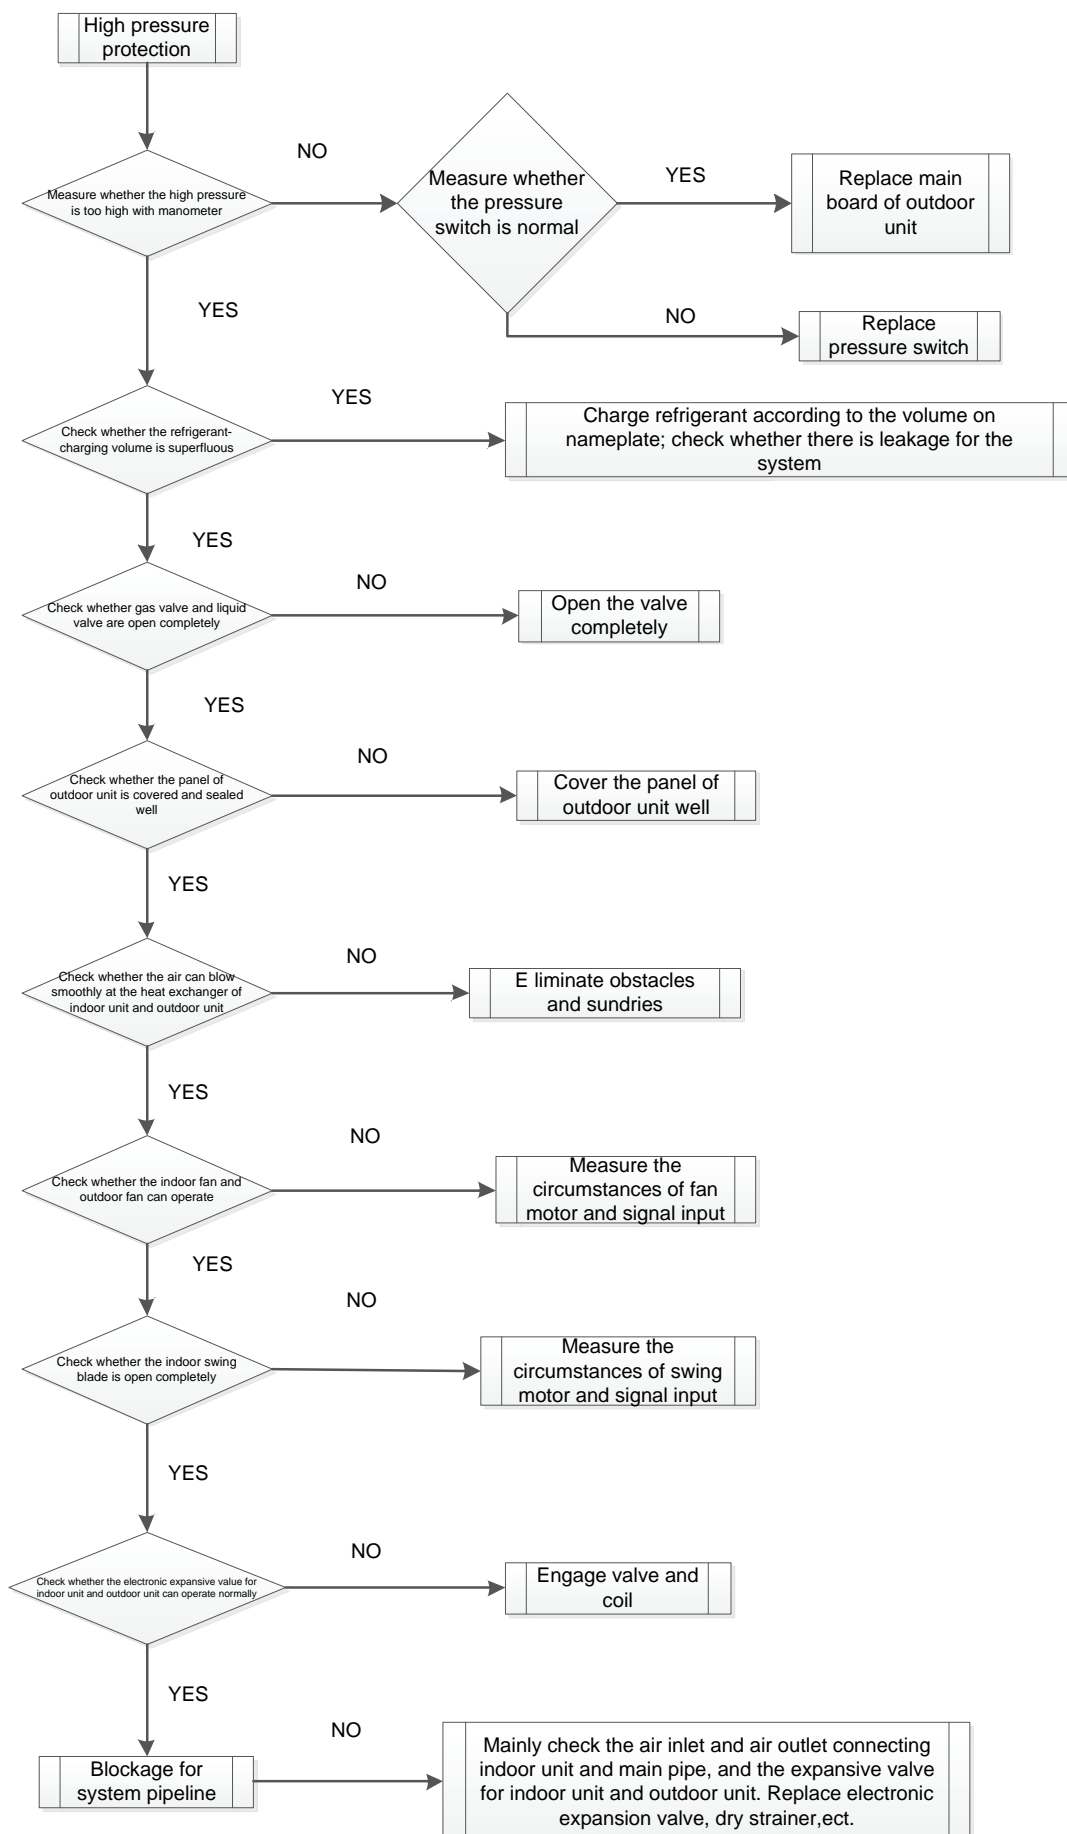 High pressure
protection
NO
Measure whether the high pressure
is too high with manometer
Measure whether
the pressure
switch is normal
YES
Replace main
board of outdoor
unit
YES
NO
Replace
pressure switch
YES
Check whether the refrigerant-
charging volume is superfluous
Charge refrigerant according to the volume on
nameplate; check whether there is leakage for the
system
YES
NO
Check whether gas valve and liquid
valve are open completely
Open the valve
completely
YES
NO
Check whether the panel of
outdoor unit is covered and sealed
well
Cover the panel of
outdoor unit well
YES
NO
Check whether the air can blow
smoothly at the heat exchanger of
indoor unit and outdoor unit
E liminate obstacles
and sundries
YES
NO
Check whether the indoor fan and
outdoor fan can operate
Measure the
circumstances of fan
motor and signal input
YES
NO
Check whether the indoor swing
blade is open completely
Measure the
circumstances of swing
motor and signal input
YES
NO
Check whether the electronic expansive value for
indoor unit and outdoor unit can operate normally
Engage valve and
coil
YES
NO
Blockage for
system pipeline
Mainly check the air inlet and air outlet connecting
indoor unit and main pipe, and the expansive valve
for indoor unit and outdoor unit. Replace electronic
expansion valve, dry strainer,ect.